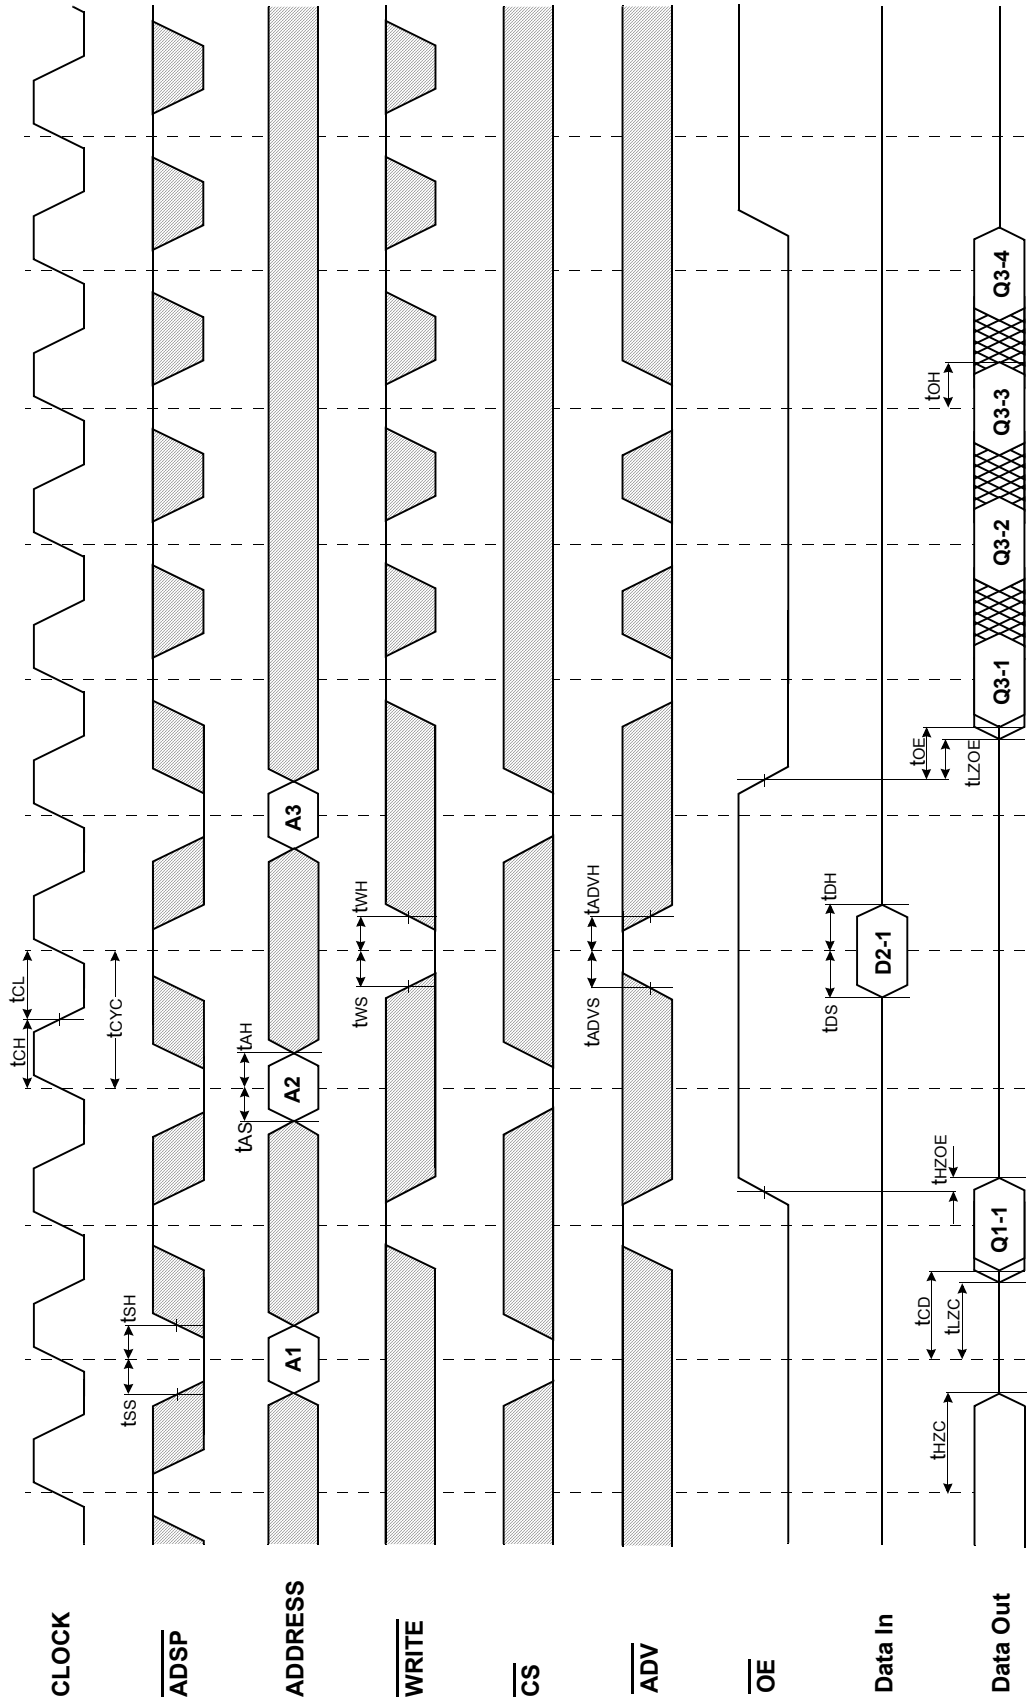 CLOCK
tCH
tCL
tCYC
ADSP
tSS
tSH
ADDRESS
A1
tAS
tAH
A2
A3
WRITE
tWS
tWH
CS
ADV
tADVS
tADVH
OE
Data In
tDS
tDH
D2-1
Data Out
tHZC
tCD
tLZC
Q1-1
tHZOE
tOE
tLZOE
Q3-1
Q3-2
Q3-3
tOH
Q3-4